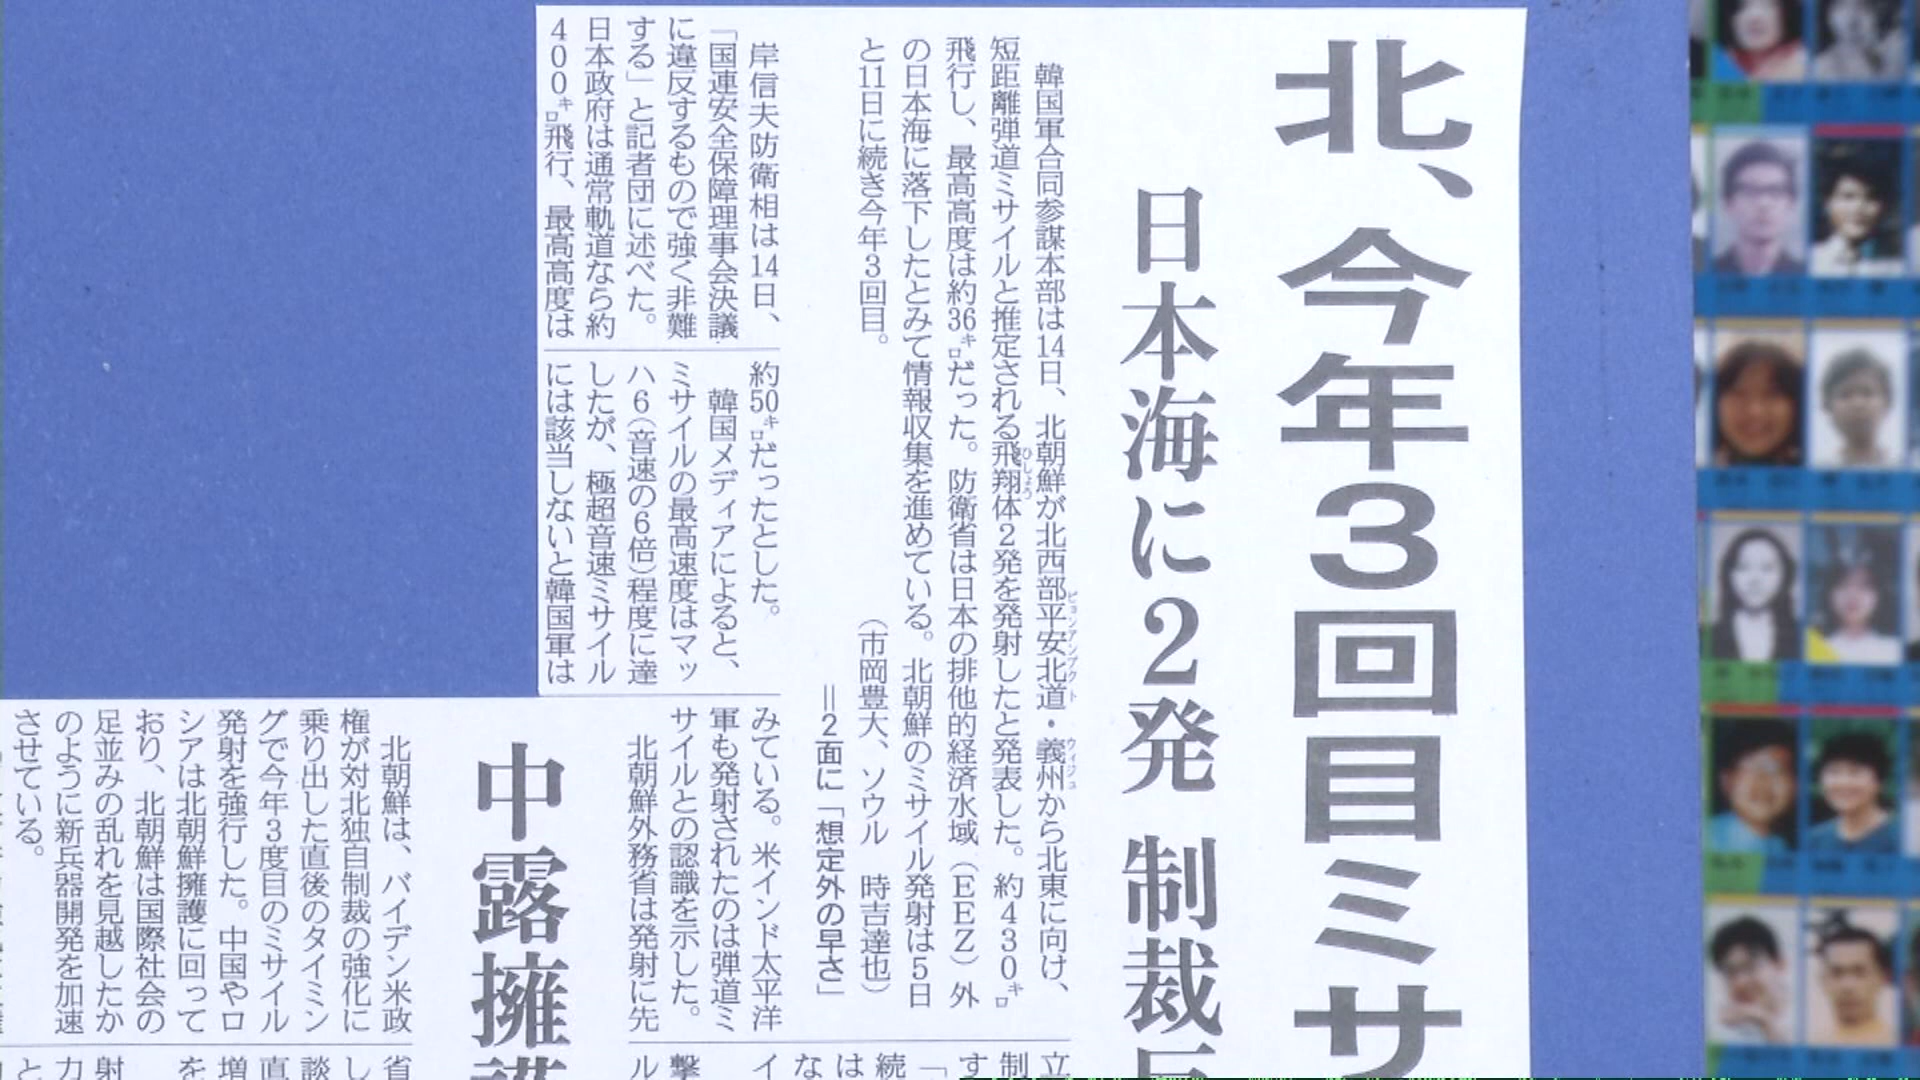 北、今年3回目ミサ
日本海に2発 制裁
韓国軍合同参謀本部は14日、北朝鮮が北西部平安北道・義州から北東に向け、
短距離弾道ミサイルと推定される飛翔体2発を発射したと発表した。約430㌔
飛行し、最高高度は約36㌔だった。防衛省は日本の排他的経済水域(EEZ)外
の日本海に落下したとみて情報収集を進めている。北朝鮮のミサイル発射は5日
と11日に続き今年3回目。 (市岡豊大、ソウル 時吉達也)
=2面に「想定外の早さ」
岸信夫防衛相は14日、
「国連安全保障理事会決議
に違反するもので強く非難
する」と記者団に述べた。
日本政府は通常軌道なら約
400㌔飛行、最高高度は
約50㌔だったとした。
韓国メディアによると、
ミサイルの最高速度はマッ
ハ6(音速の6倍)程度に達
したが、極超音速ミサイル
には該当しないと韓国軍は
みている。米インド太平洋
軍も発射されたのは弾道ミ
サイルとの認識を示した。
北朝鮮外務省は発射に先
立
制
す
「
続
は
な
イ
撃
ル
中露擁
北朝鮮は、バイデン米政
権が対北独自制裁の強化に
乗り出した直後のタイミン
グで今年3度目のミサイル
発射を強行した。中国やロ
シアは北朝鮮擁護に回って
おり、北朝鮮は国際社会の
足並みの乱れを見越したか
のように新兵器開発を加速
させている。
省
し
談
直
増
を
射
力
と